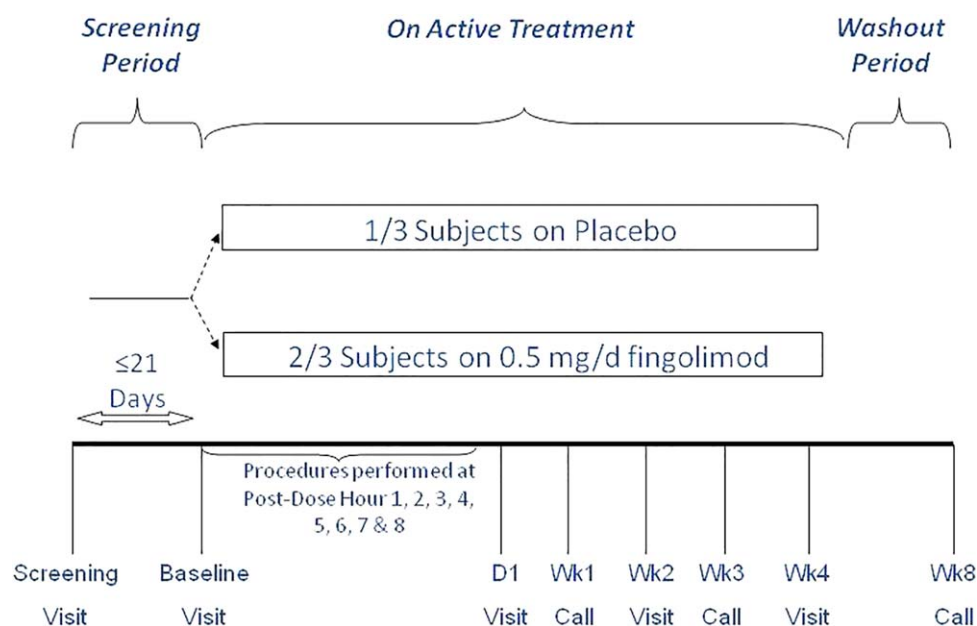 Screening
Period
On Active Treatment
Washout
Period
1/3 Subjects on Placebo
2/3 Subjects on 0.5 mg/d fingolimod
≤21
Days
Procedures performed at
Post-Dose Hour 1, 2, 3, 4,
5, 6, 7 & 8
Screening
Visit
Baseline
Visit
D1
Visit
Wk1
Call
Wk2
Visit
Wk3
Call
Wk4
Visit
Wk8
Call